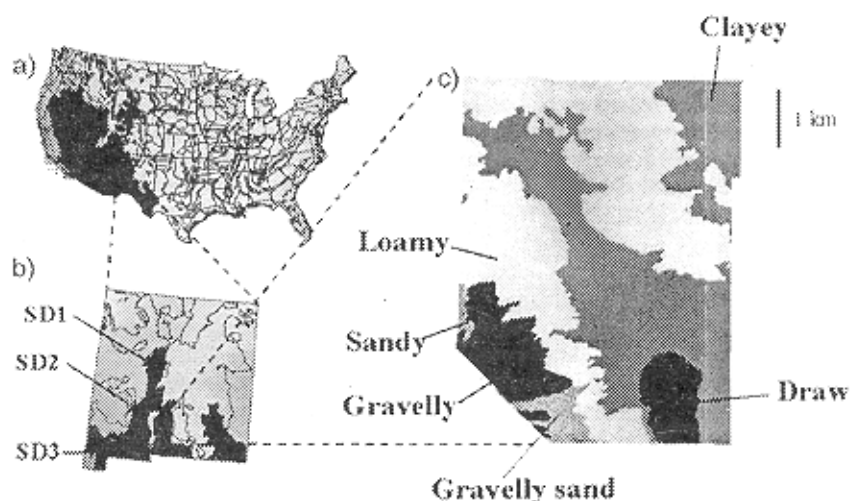 a)
b)
SD1
SD2
SD3
c)
Clayey
1 km
Loamy
Sandy
Gravelly
Draw
Gravelly sand